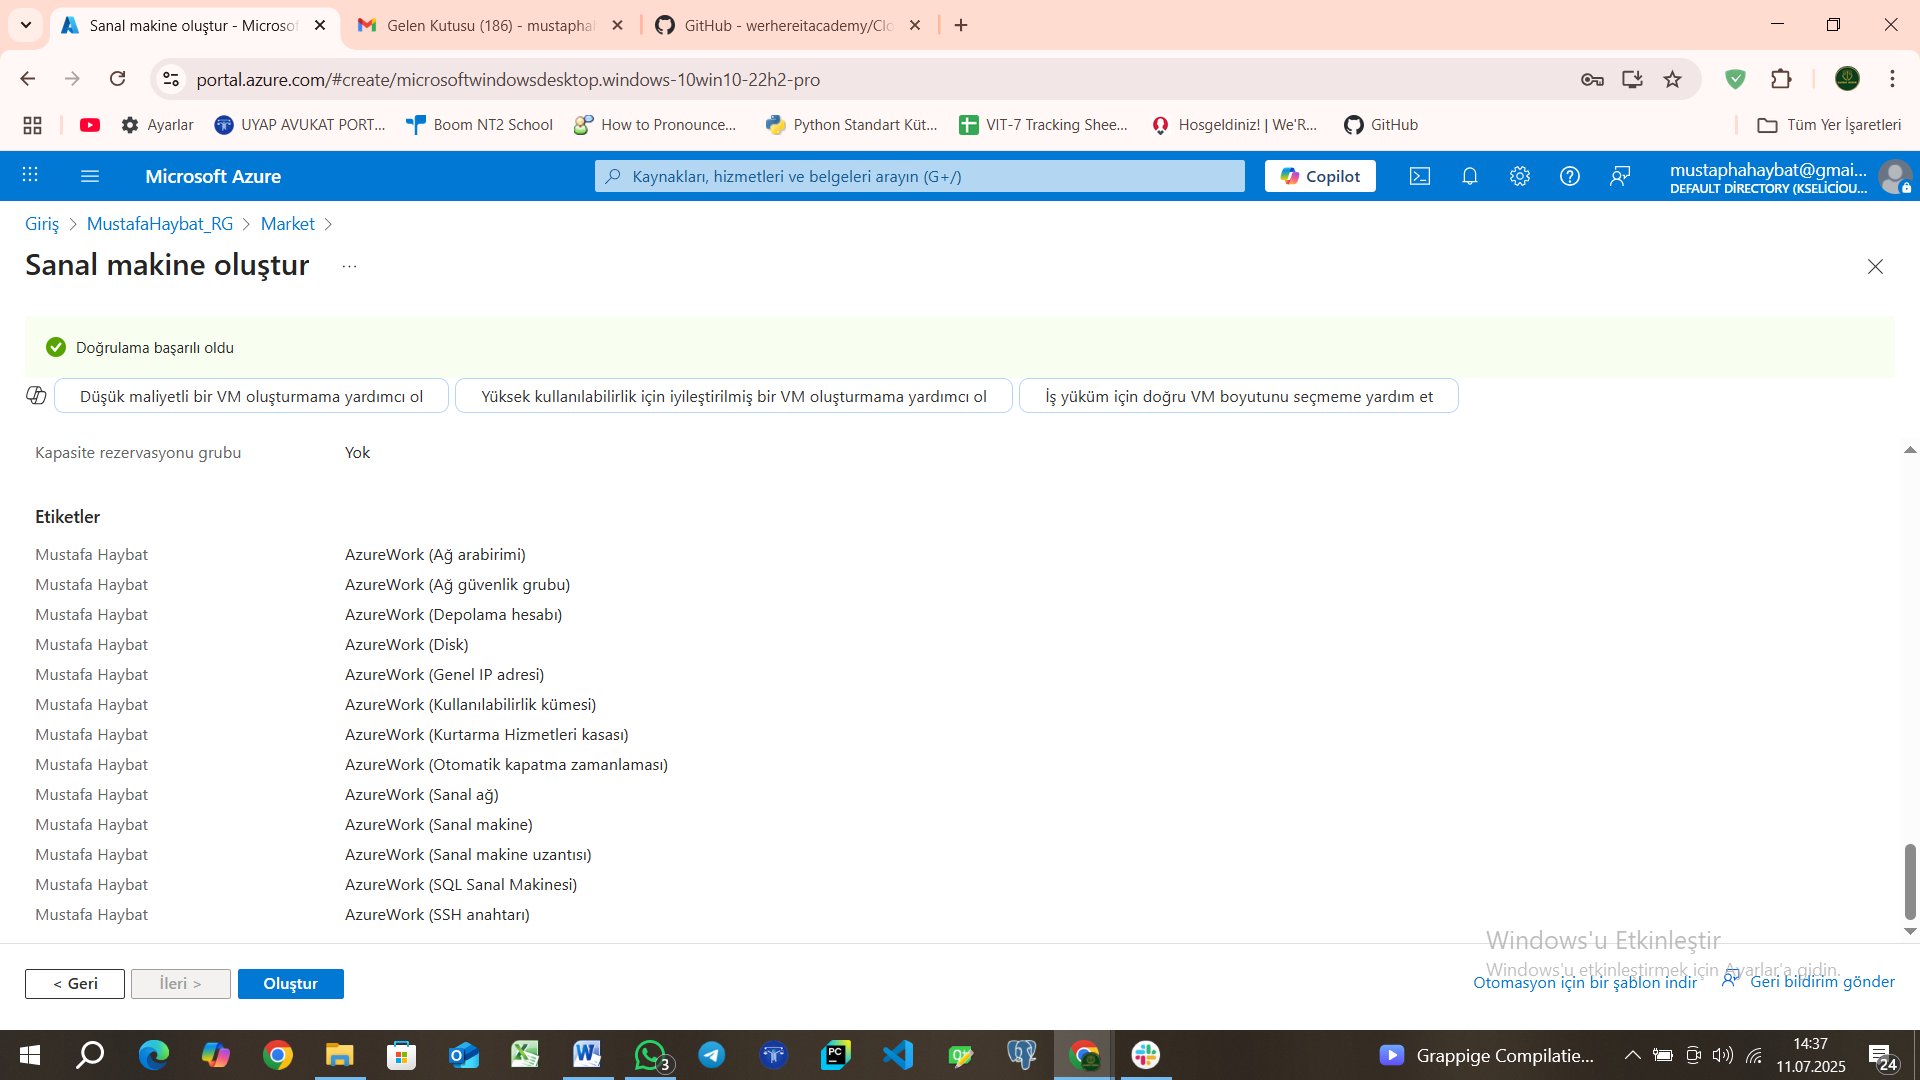 Sanal makine oluştur - Microsof
Gelen Kutusu (186) - mustaphal
GitHub - werhereitacademy/Clo
portal.azure.com/#create/microsoftwindowsdesktop.windows-10win10-22h2-pro
Ayarlar
UYAP AVUKAT PORT...
Boom NT2 School
How to Pronounce...
Python Standart Küt...
VIT-7 Tracking Shee...
Hosgeldiniz! | We'R...
GitHub
Tüm Yer İşaretleri
Microsoft Azure
Kaynakları, hizmetleri ve belgeleri arayın (G+/)
Copilot
mustaphahaybat@gmai...
DEFAULT DİRECTORY (KSELİCİOU...
Giriş > MustafaHaybat_RG > Market >
Sanal makine oluştur ...
Doğrulama başarılı oldu
Düşük maliyetli bir VM oluşturmama yardımcı ol
Yüksek kullanılabilirlik için iyileştirilmiş bir VM oluşturmama yardımcı ol
İş yüküm için doğru VM boyutunu seçmeme yardım et
Kapasite rezervasyonu grubu Yok
Etiketler
Mustafa Haybat AzureWork (Ağ arabirimi)
Mustafa Haybat AzureWork (Ağ güvenlik grubu)
Mustafa Haybat AzureWork (Depolama hesabı)
Mustafa Haybat AzureWork (Disk)
Mustafa Haybat AzureWork (Genel IP adresi)
Mustafa Haybat AzureWork (Kullanılabilirlik kümesi)
Mustafa Haybat AzureWork (Kurtarma Hizmetleri kasası)
Mustafa Haybat AzureWork (Otomatik kapatma zamanlaması)
Mustafa Haybat AzureWork (Sanal ağ)
Mustafa Haybat AzureWork (Sanal makine)
Mustafa Haybat AzureWork (Sanal makine uzantısı)
Mustafa Haybat AzureWork (SQL Sanal Makinesi)
Mustafa Haybat AzureWork (SSH anahtarı)
Windows'u Etkinleştir
Windows'u etkinleştirmek için Ayarlar'a gidin.
< Geri
İleri >
Oluştur
Otomasyon için bir şablon indir
Geri bildirim gönder
3
Grappige Compilatie...
14:37
11.07.2025
24